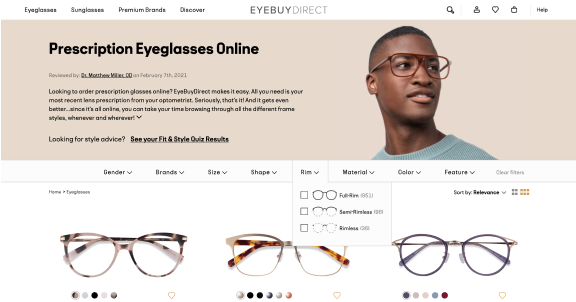 Eyeglasses Sunglasses Premium Brands Discover EYEBUYDIRECT Help
Prescription Eyeglasses Online
Reviewed by: Dr. Matthew Miller, OD on February 7th, 2021
Looking to order prescription glasses online? EyeBuyDirect makes it easy. All you need is your
most recent lens prescription from your optometrist. Seriously, that's it! And it gets even
better...since it's all online, you can take your time browsing through all the different frame
styles, whenever and wherever!
Looking for style advice? See your Fit & Style Quiz Results
Gender Brands Size Shape Rim Material Color Feature Clear filters
Home > Eyeglasses
Sort by: Relevance
Full-Rim (851)
Semi-Rimless
Rimless